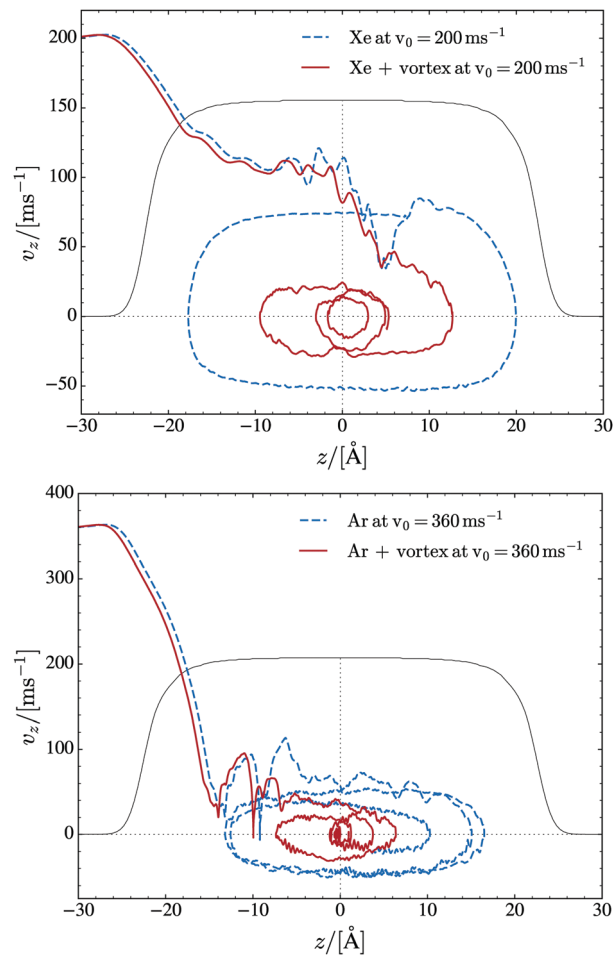 200
150
100
50
0
−50
v_z/[ms⁻¹]
Xe at v₀ = 200 ms⁻¹
Xe + vortex at v₀ = 200 ms⁻¹
−30 −20 −10 0 10 20 30
z/[Å]
400
300
200
100
0
v_z/[ms⁻¹]
Ar at v₀ = 360 ms⁻¹
Ar + vortex at v₀ = 360 ms⁻¹
−30 −20 −10 0 10 20 30
z/[Å]